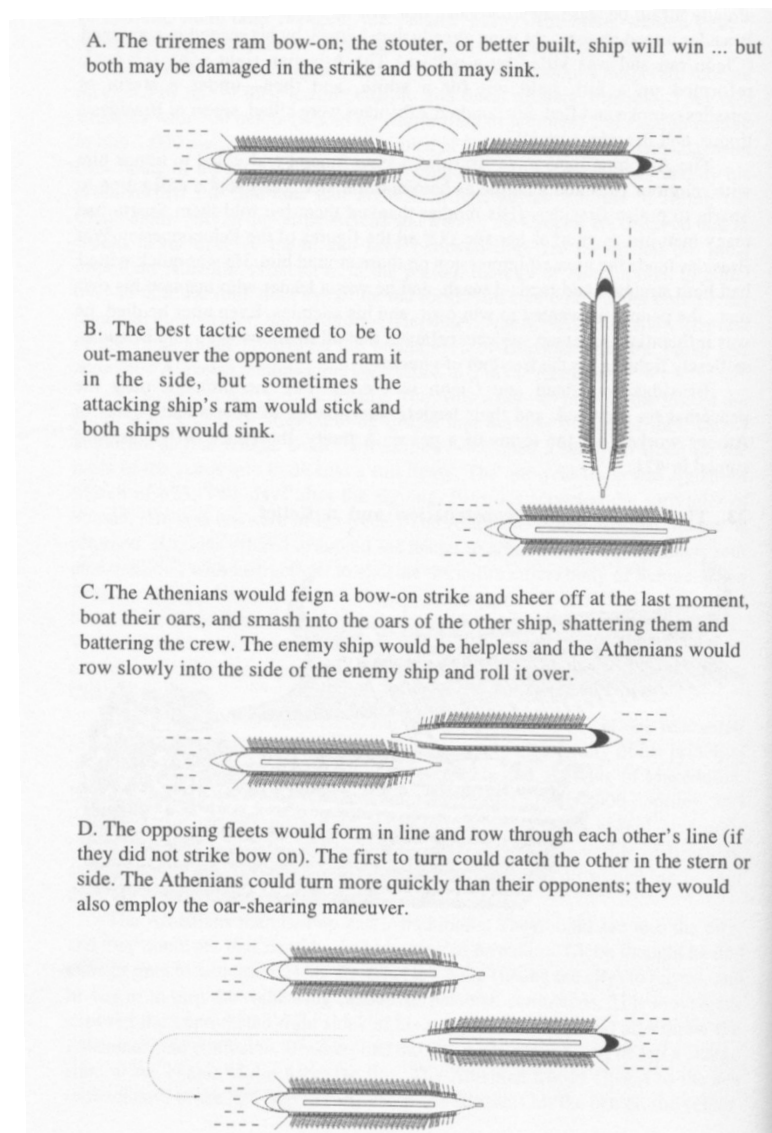 A. The triremes ram bow-on; the stouter, or better built, ship will win ... but
both may be damaged in the strike and both may sink.
B. The best tactic seemed to be to
out-maneuver the opponent and ram it
in the side, but sometimes the
attacking ship's ram would stick and
both ships would sink.
C. The Athenians would feign a bow-on strike and sheer off at the last moment,
boat their oars, and smash into the oars of the other ship, shattering them and
battering the crew. The enemy ship would be helpless and the Athenians would
row slowly into the side of the enemy ship and roll it over.
D. The opposing fleets would form in line and row through each other's line (if
they did not strike bow on). The first to turn could catch the other in the stern or
side. The Athenians could turn more quickly than their opponents; they would
also employ the oar-shearing maneuver.